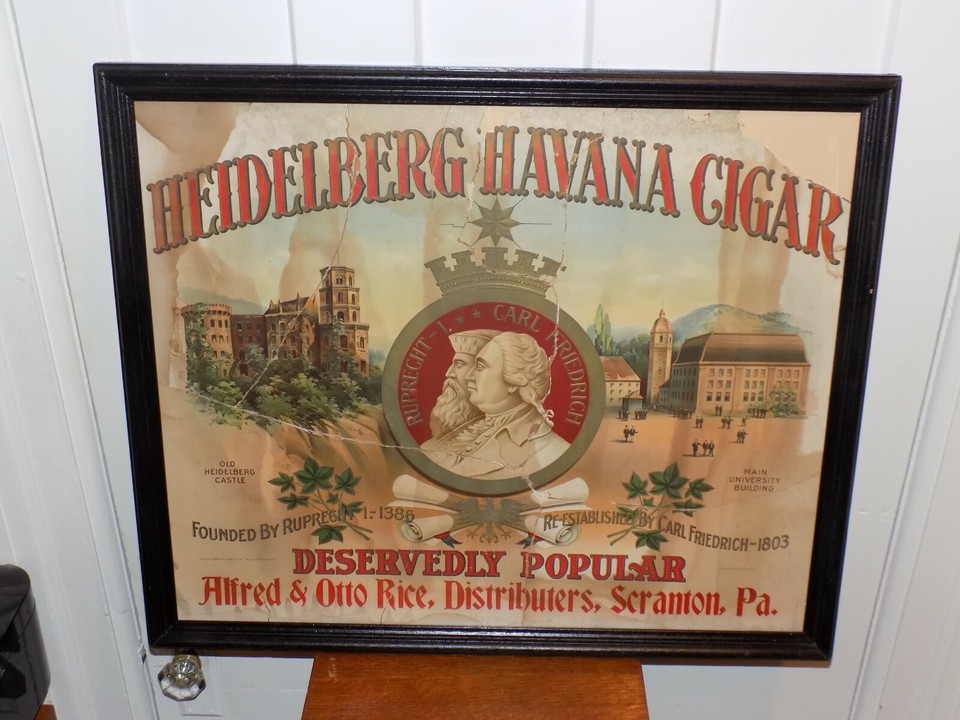 HEIDELBERG HAVANA CIGAR
RUPRECHT-I. ★ ★ CARL FRIEDRICH
OLD
HEIDELBERG
CASTLE
MAIN
UNIVERSITY
BUILDING
FOUNDED BY RUPRECHT-I.-1386
RE-ESTABLISHED BY CARL FRIEDRICH-1803
DESERVEDLY POPULAR
Alfred & Otto Rice, Distributers, Scranton, Pa.